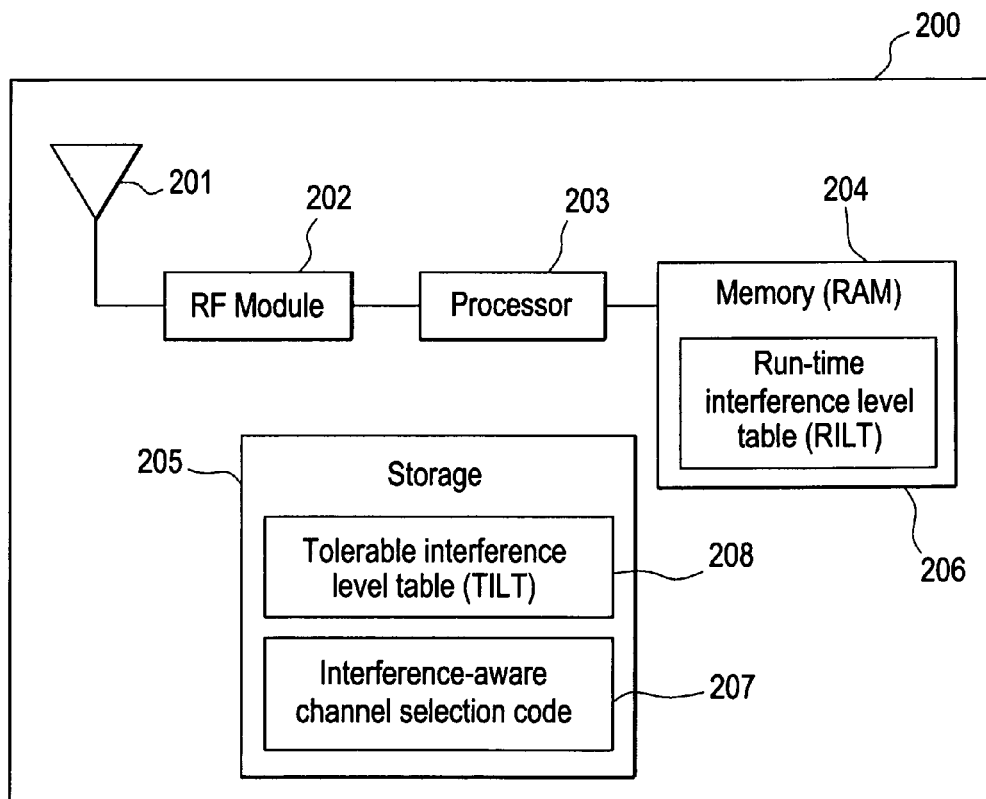 200
201
202
RF Module
203
Processor
204
Memory (RAM)
Run-time
interference level
table (RILT)
206
205
Storage
Tolerable interference
level table (TILT)
208
Interference-aware
channel selection code
207